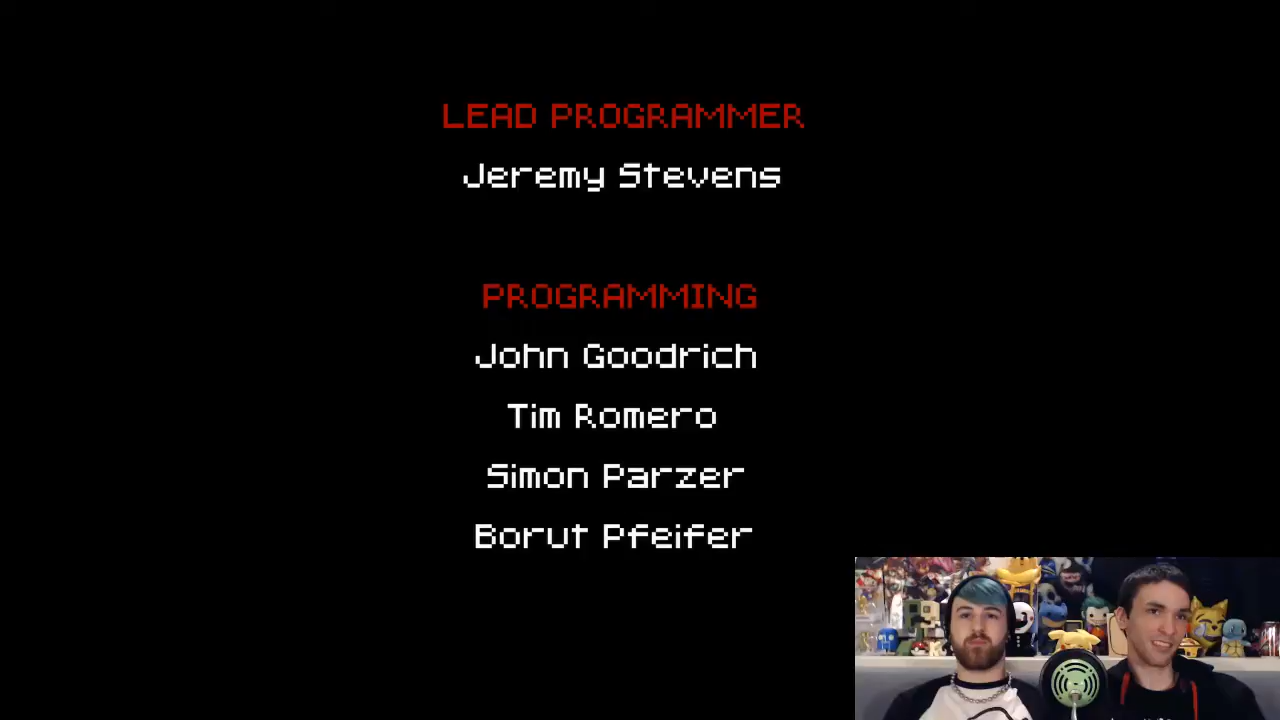 LEAD PROGRAMMER
Jeremy Stevens
PROGRAMMING
John Goodrich
Tim Romero
Simon Parzer
Borut Pfeifer